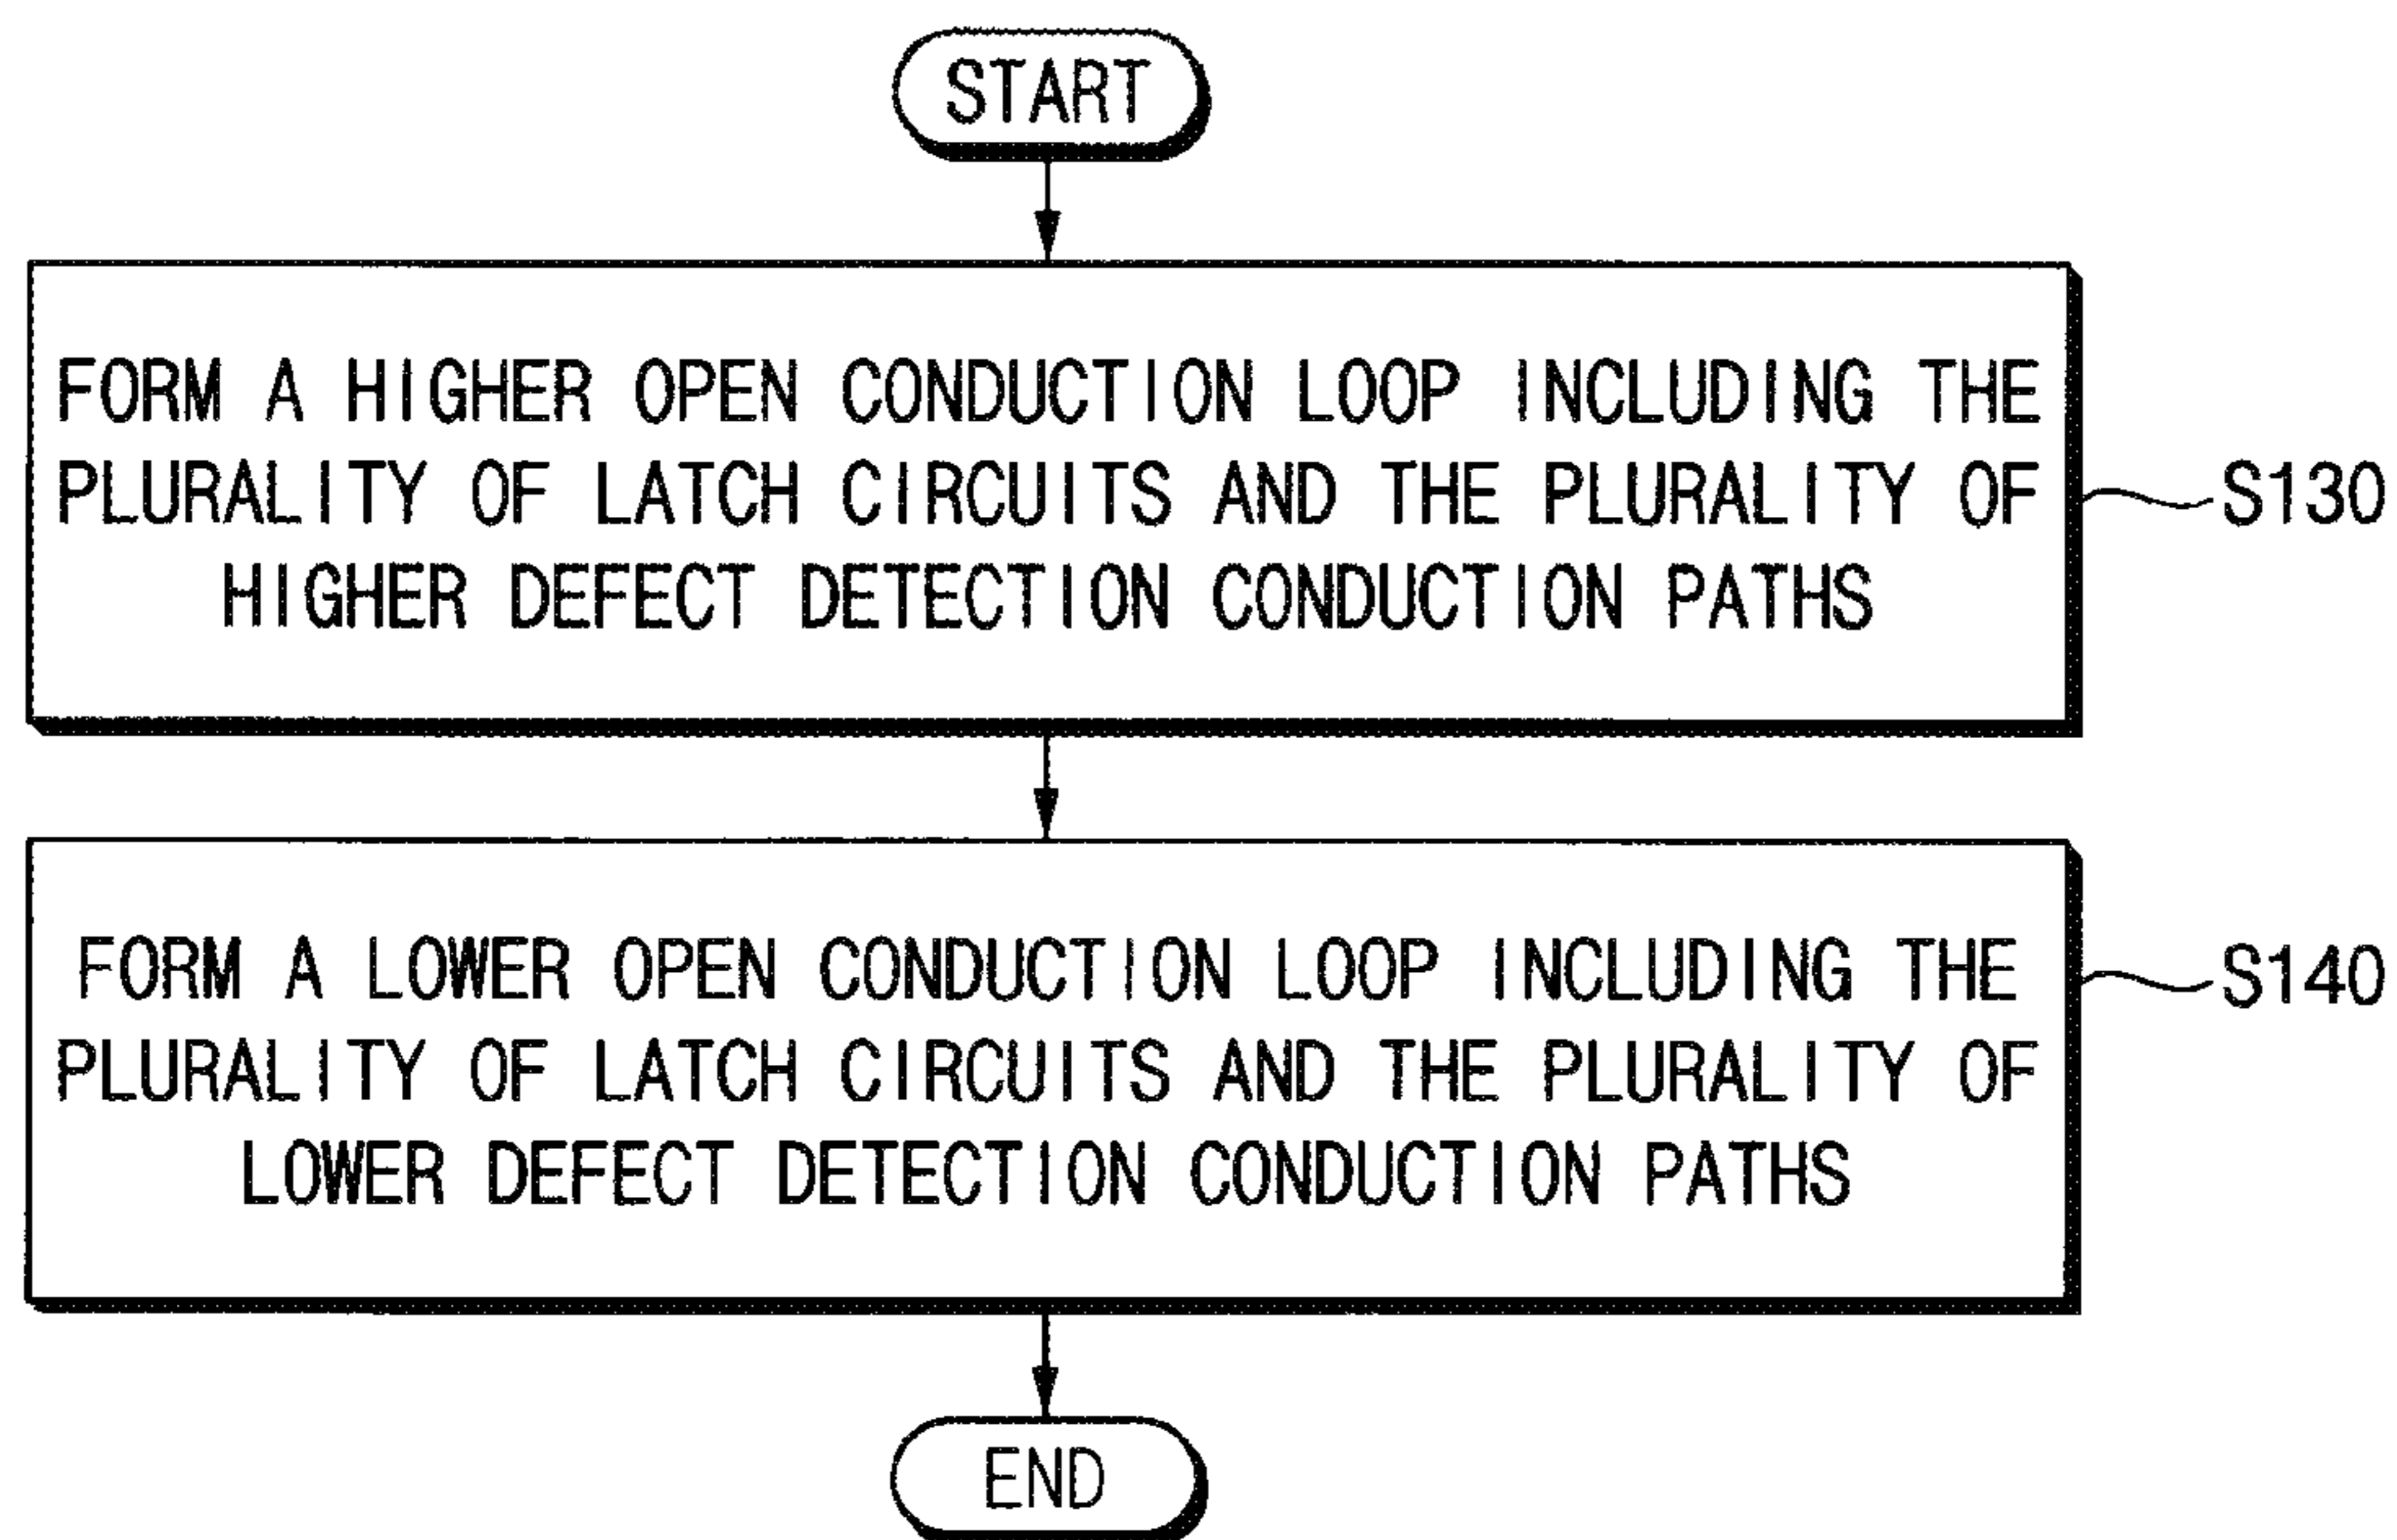 START
FORM A HIGHER OPEN CONDUCTION LOOP INCLUDING THE
PLURALITY OF LATCH CIRCUITS AND THE PLURALITY OF
HIGHER DEFECT DETECTION CONDUCTION PATHS
S130
FORM A LOWER OPEN CONDUCTION LOOP INCLUDING THE
PLURALITY OF LATCH CIRCUITS AND THE PLURALITY OF
LOWER DEFECT DETECTION CONDUCTION PATHS
S140
END